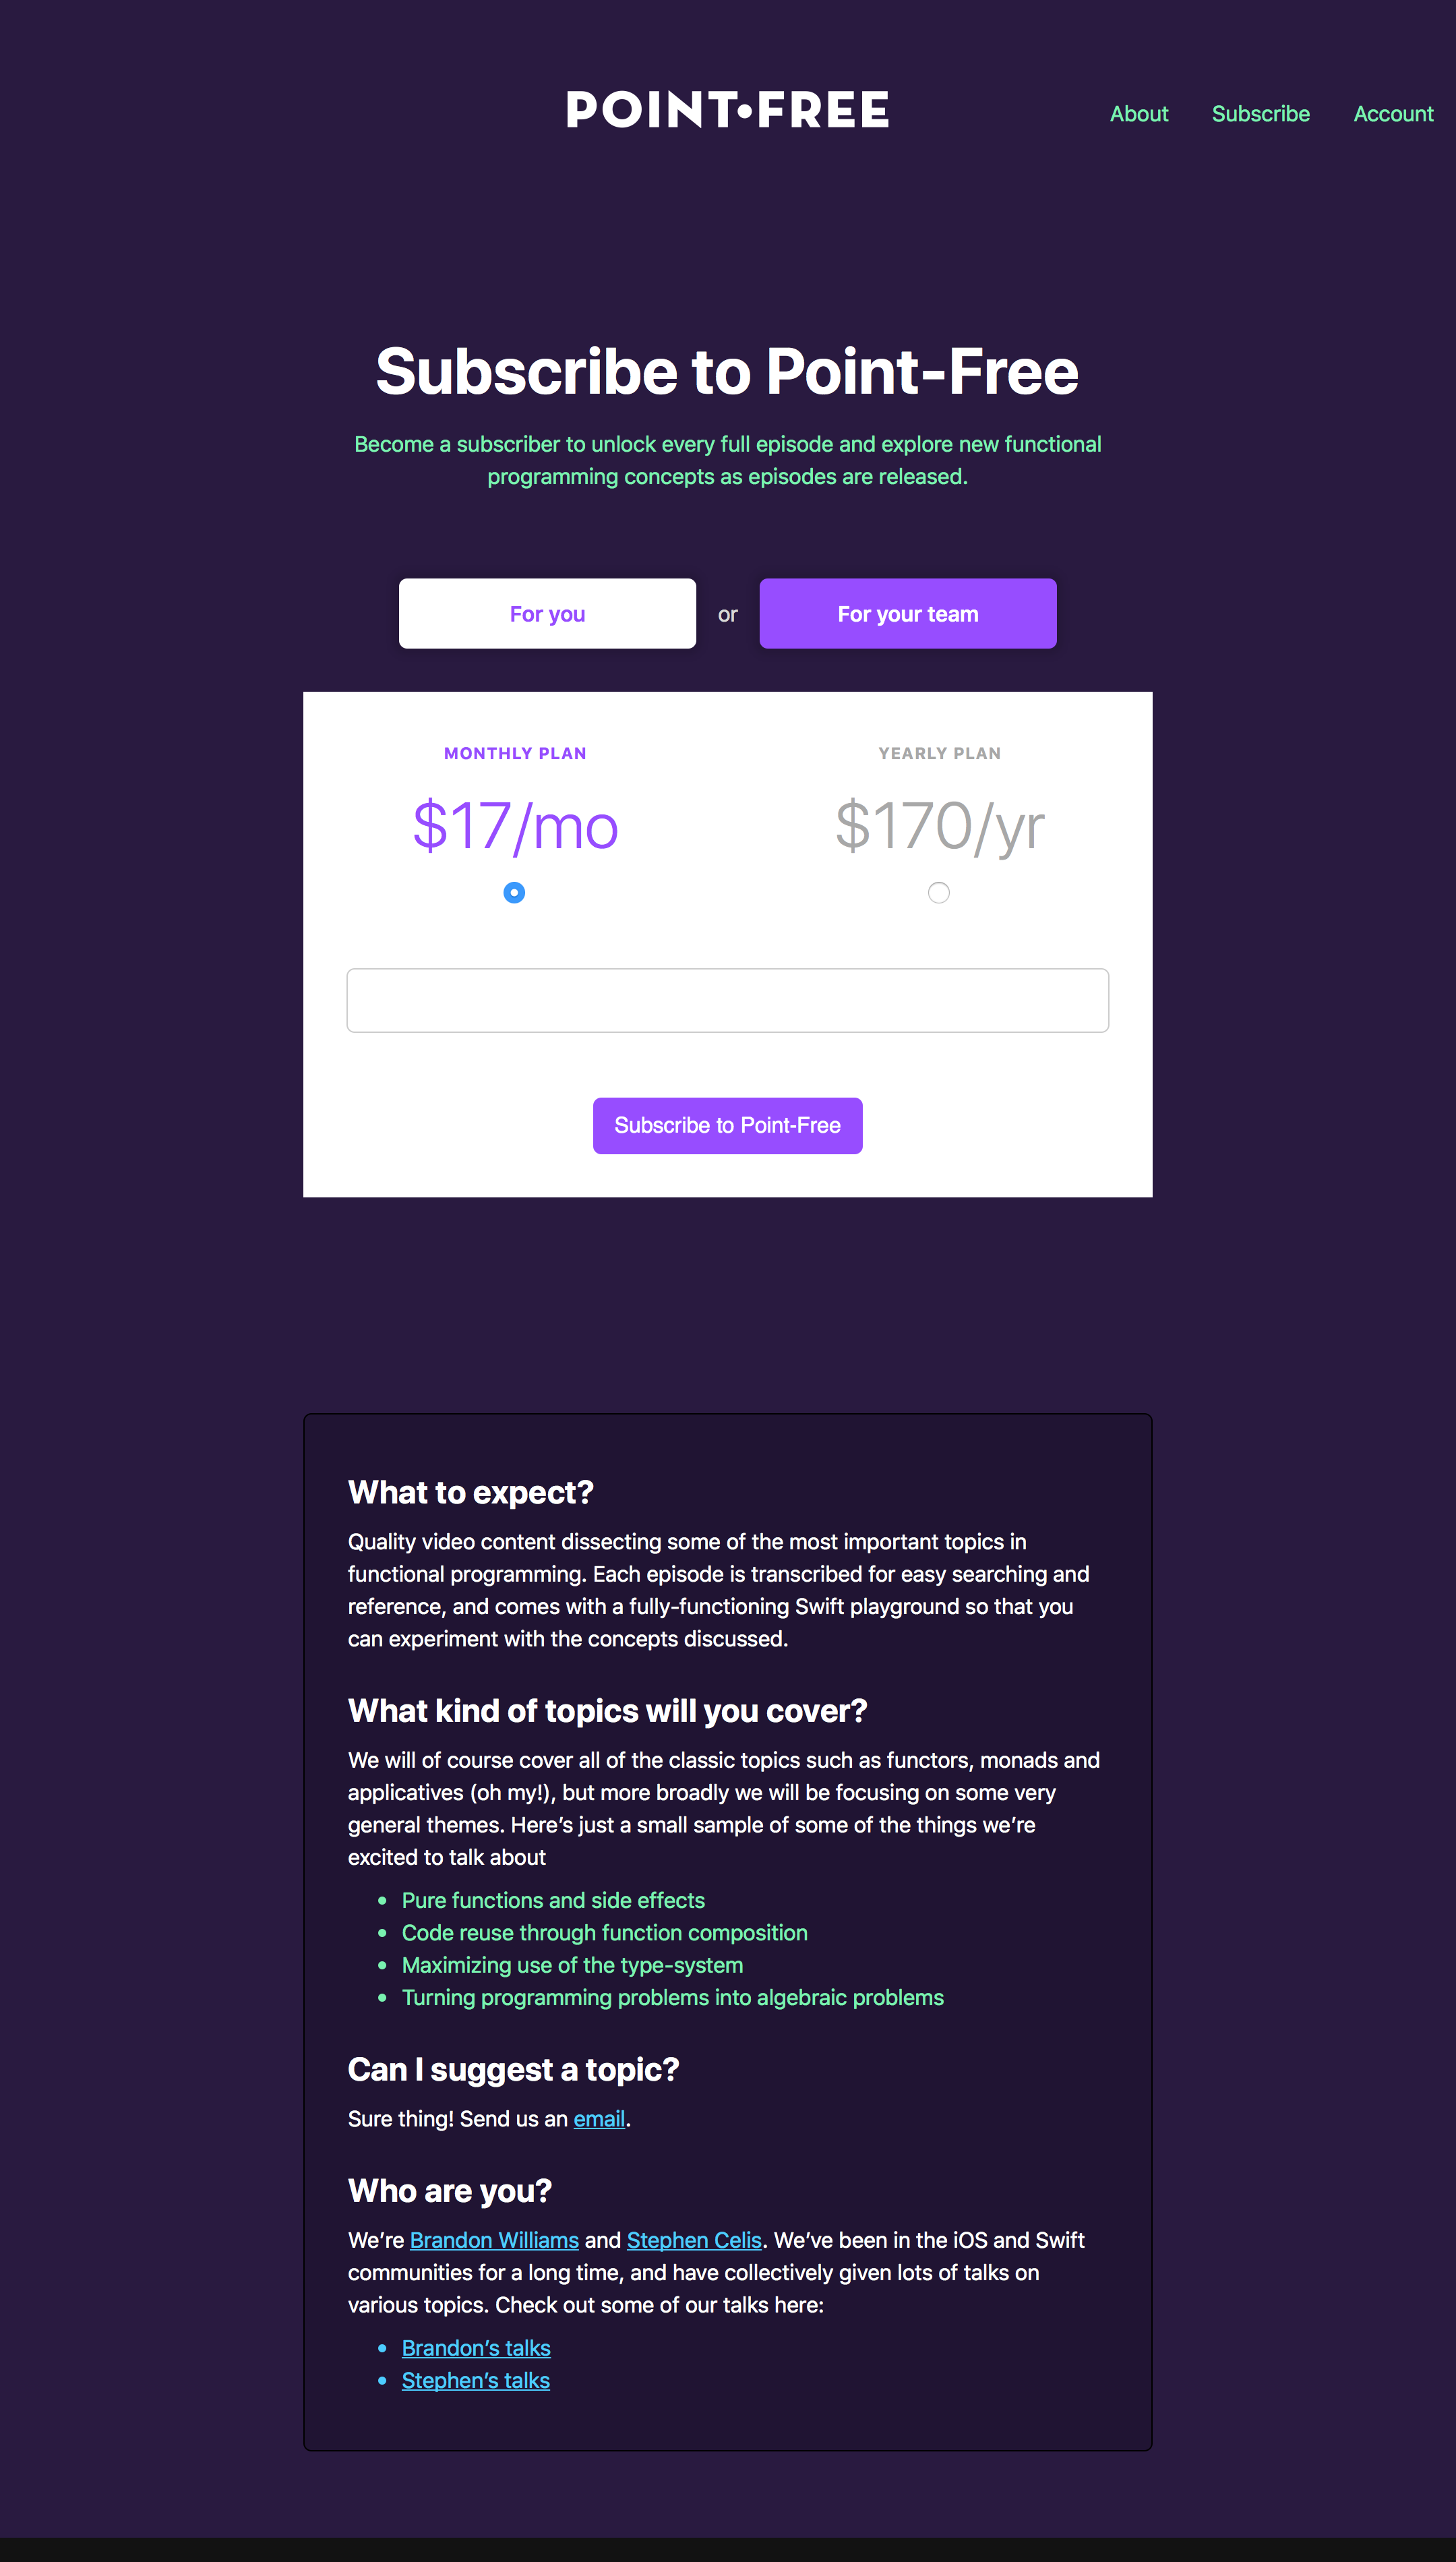 POINT•FREE
About Subscribe Account
Subscribe to Point-Free
Become a subscriber to unlock every full episode and explore new functional
programming concepts as episodes are released.
For you or For your team
MONTHLY PLAN
$17/mo
YEARLY PLAN
$170/yr
Subscribe to Point-Free
What to expect?
Quality video content dissecting some of the most important topics in
functional programming. Each episode is transcribed for easy searching and
reference, and comes with a fully-functioning Swift playground so that you
can experiment with the concepts discussed.
What kind of topics will you cover?
We will of course cover all of the classic topics such as functors, monads and
applicatives (oh my!), but more broadly we will be focusing on some very
general themes. Here’s just a small sample of some of the things we’re
excited to talk about
• Pure functions and side effects
• Code reuse through function composition
• Maximizing use of the type-system
• Turning programming problems into algebraic problems
Can I suggest a topic?
Sure thing! Send us an email.
Who are you?
We’re Brandon Williams and Stephen Celis. We’ve been in the iOS and Swift
communities for a long time, and have collectively given lots of talks on
various topics. Check out some of our talks here:
• Brandon’s talks
• Stephen’s talks